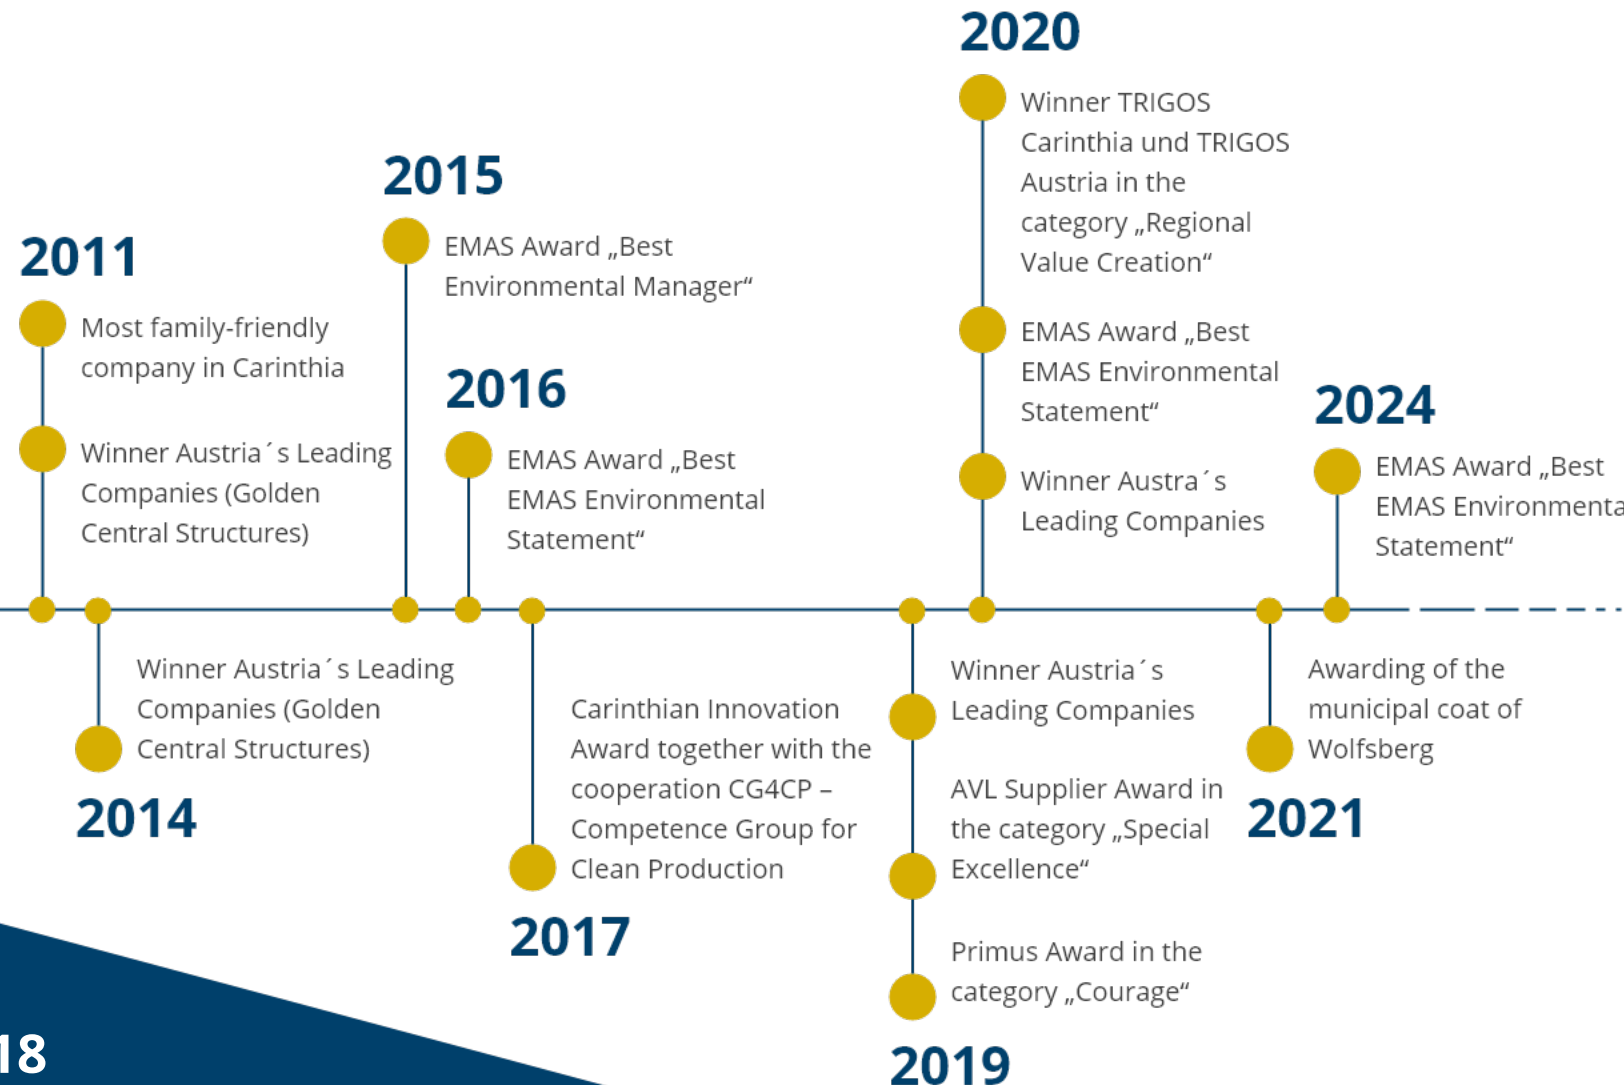 2011
Most family-friendly
company in Carinthia
Winner Austria´s Leading
Companies (Golden
Central Structures)
Winner Austria´s Leading
Companies (Golden
Central Structures)
2014
2015
EMAS Award „Best
Environmental Manager“
2016
EMAS Award „Best
EMAS Environmental
Statement“
Carinthian Innovation
Award together with the
cooperation CG4CP –
Competence Group for
Clean Production
2017
Winner Austria´s
Leading Companies
AVL Supplier Award in
the category „Special
Excellence“
Primus Award in the
category „Courage“
2019
2020
Winner TRIGOS
Carinthia und TRIGOS
Austria in the
category „Regional
Value Creation“
EMAS Award „Best
EMAS Environmental
Statement“
Winner Austra´s
Leading Companies
Awarding of the
municipal coat of
Wolfsberg
2021
2024
EMAS Award „Best
EMAS Environmenta
Statement“
18